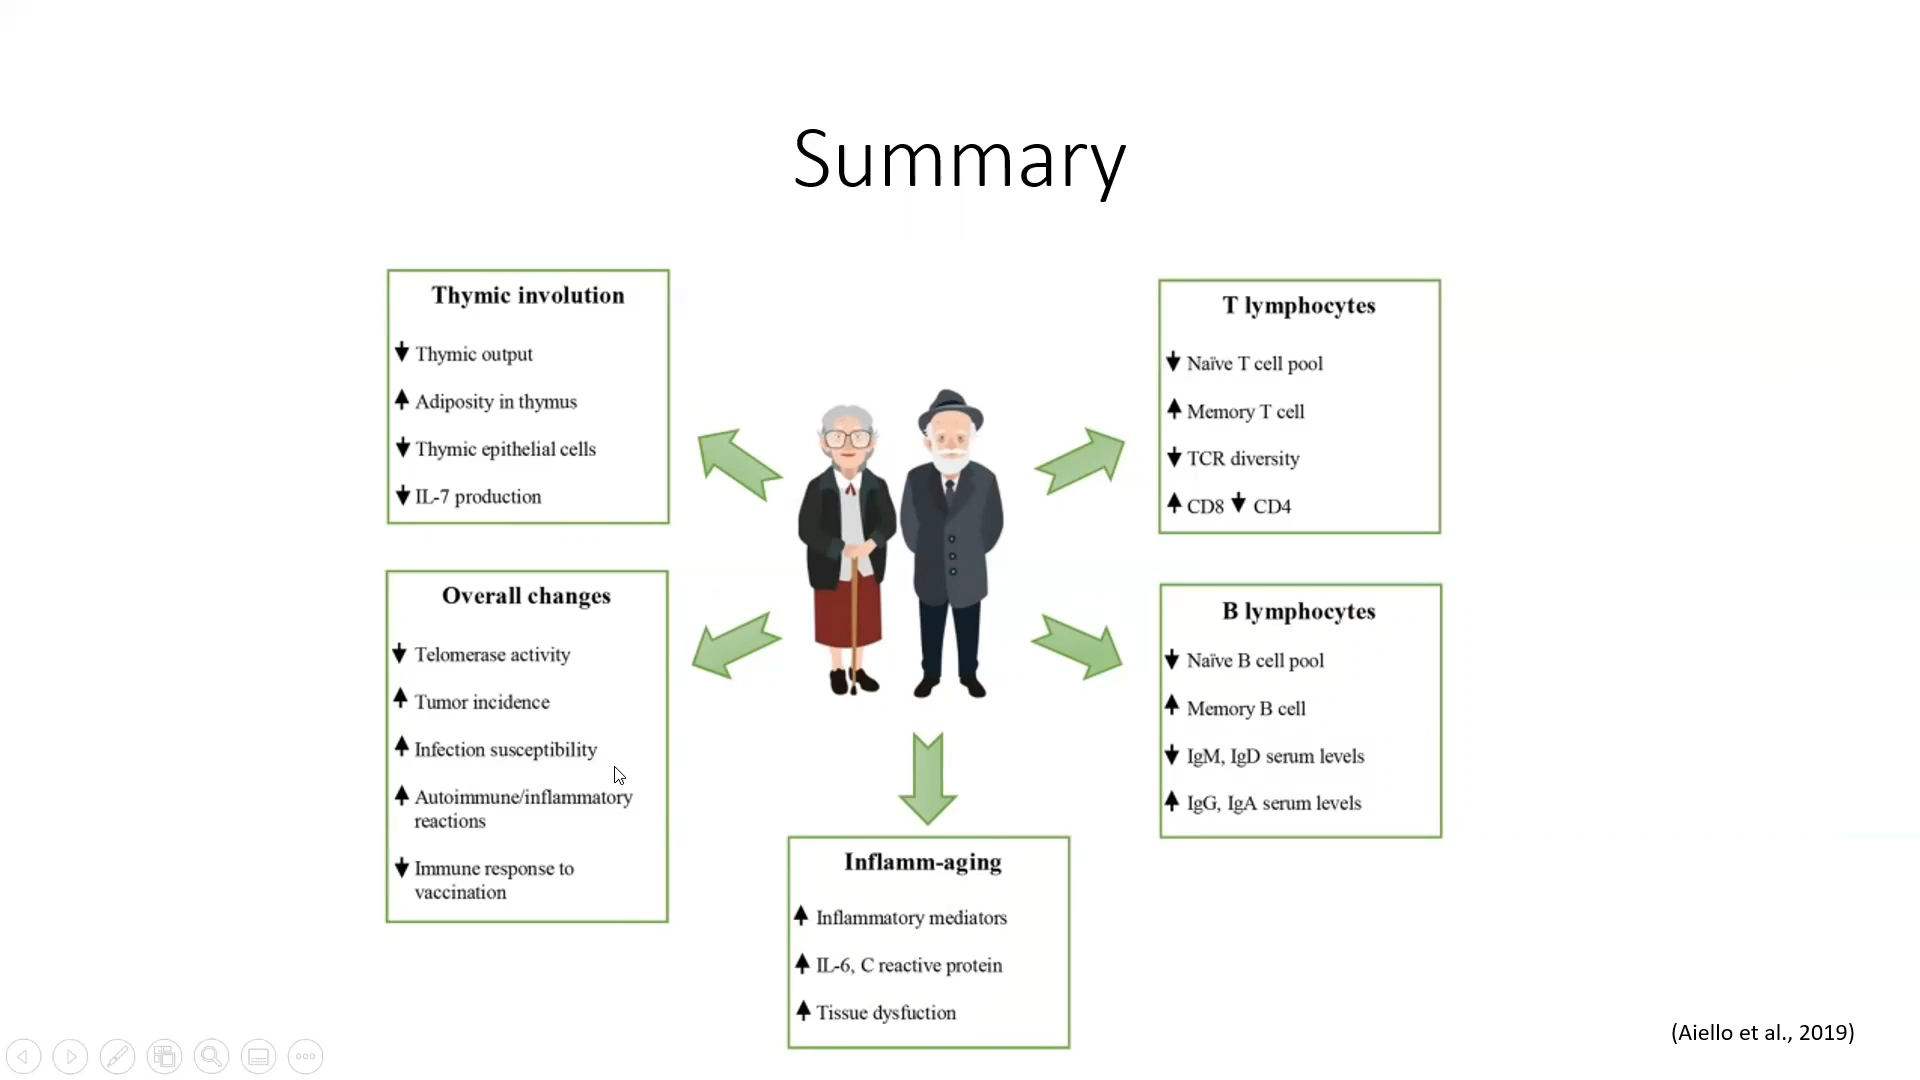 Summary
Thymic involution
Thymic output
Adiposity in thymus
Thymic epithelial cells
IL-7 production
Overall changes
Telomerase activity
Tumor incidence
Infection susceptibility
Autoimmune/inflammatory
reactions
Immune response to
vaccination
T lymphocytes
Naïve T cell pool
Memory T cell
TCR diversity
CD8 CD4
B lymphocytes
Naïve B cell pool
Memory B cell
IgM, IgD serum levels
IgG, IgA serum levels
Inflamm-aging
Inflammatory mediators
IL-6, C reactive protein
Tissue dysfuction
(Aiello et al., 2019)